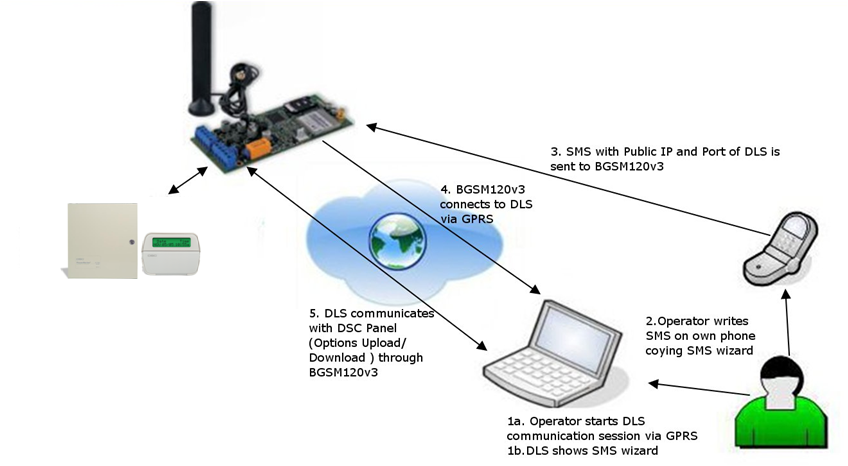 3. SMS with Public IP and Port of DLS is
sent to BGSM120v3
4. BGSM120v3
connects to DLS
via GPRS
5. DLS communicates
with DSC Panel
(Options Upload/
Download ) through
BGSM120v3
2.Operator writes
SMS on own phone
coying SMS wizard
1a. Operator starts DLS
communication session via GPRS
1b.DLS shows SMS wizard